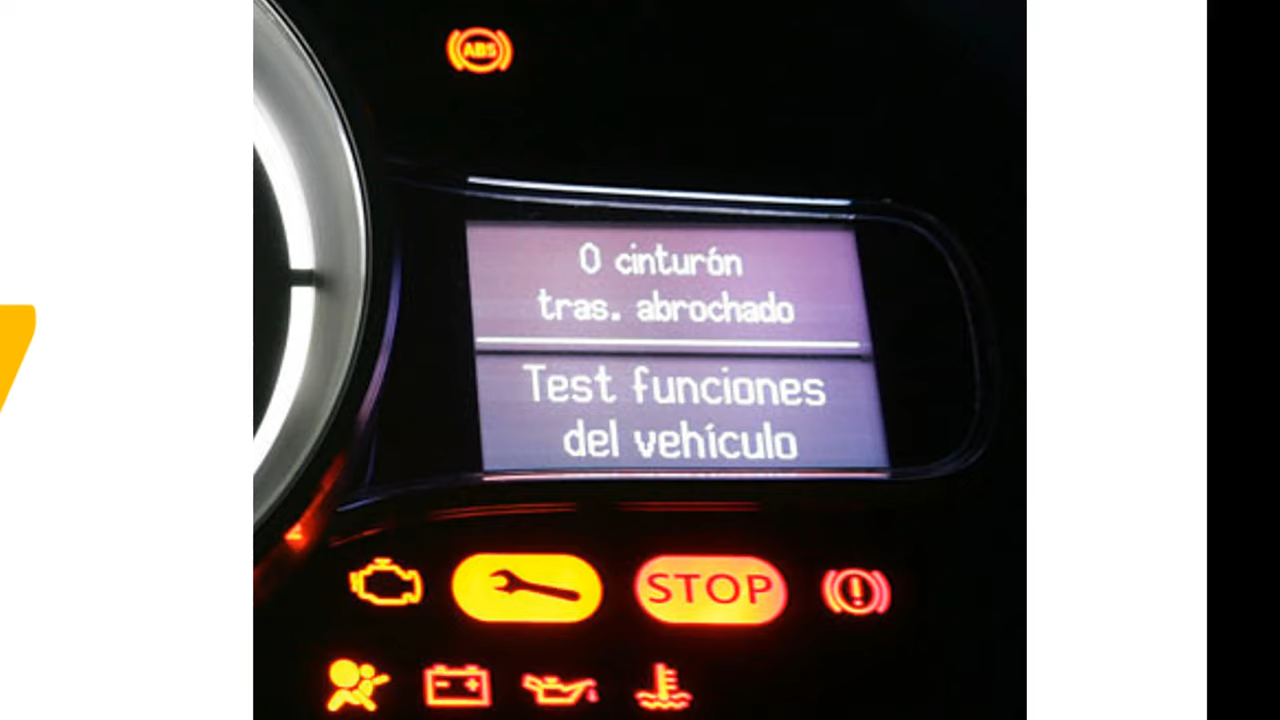 ABS
0 cinturón
tras. abrochado
Test funciones
del vehículo
STOP